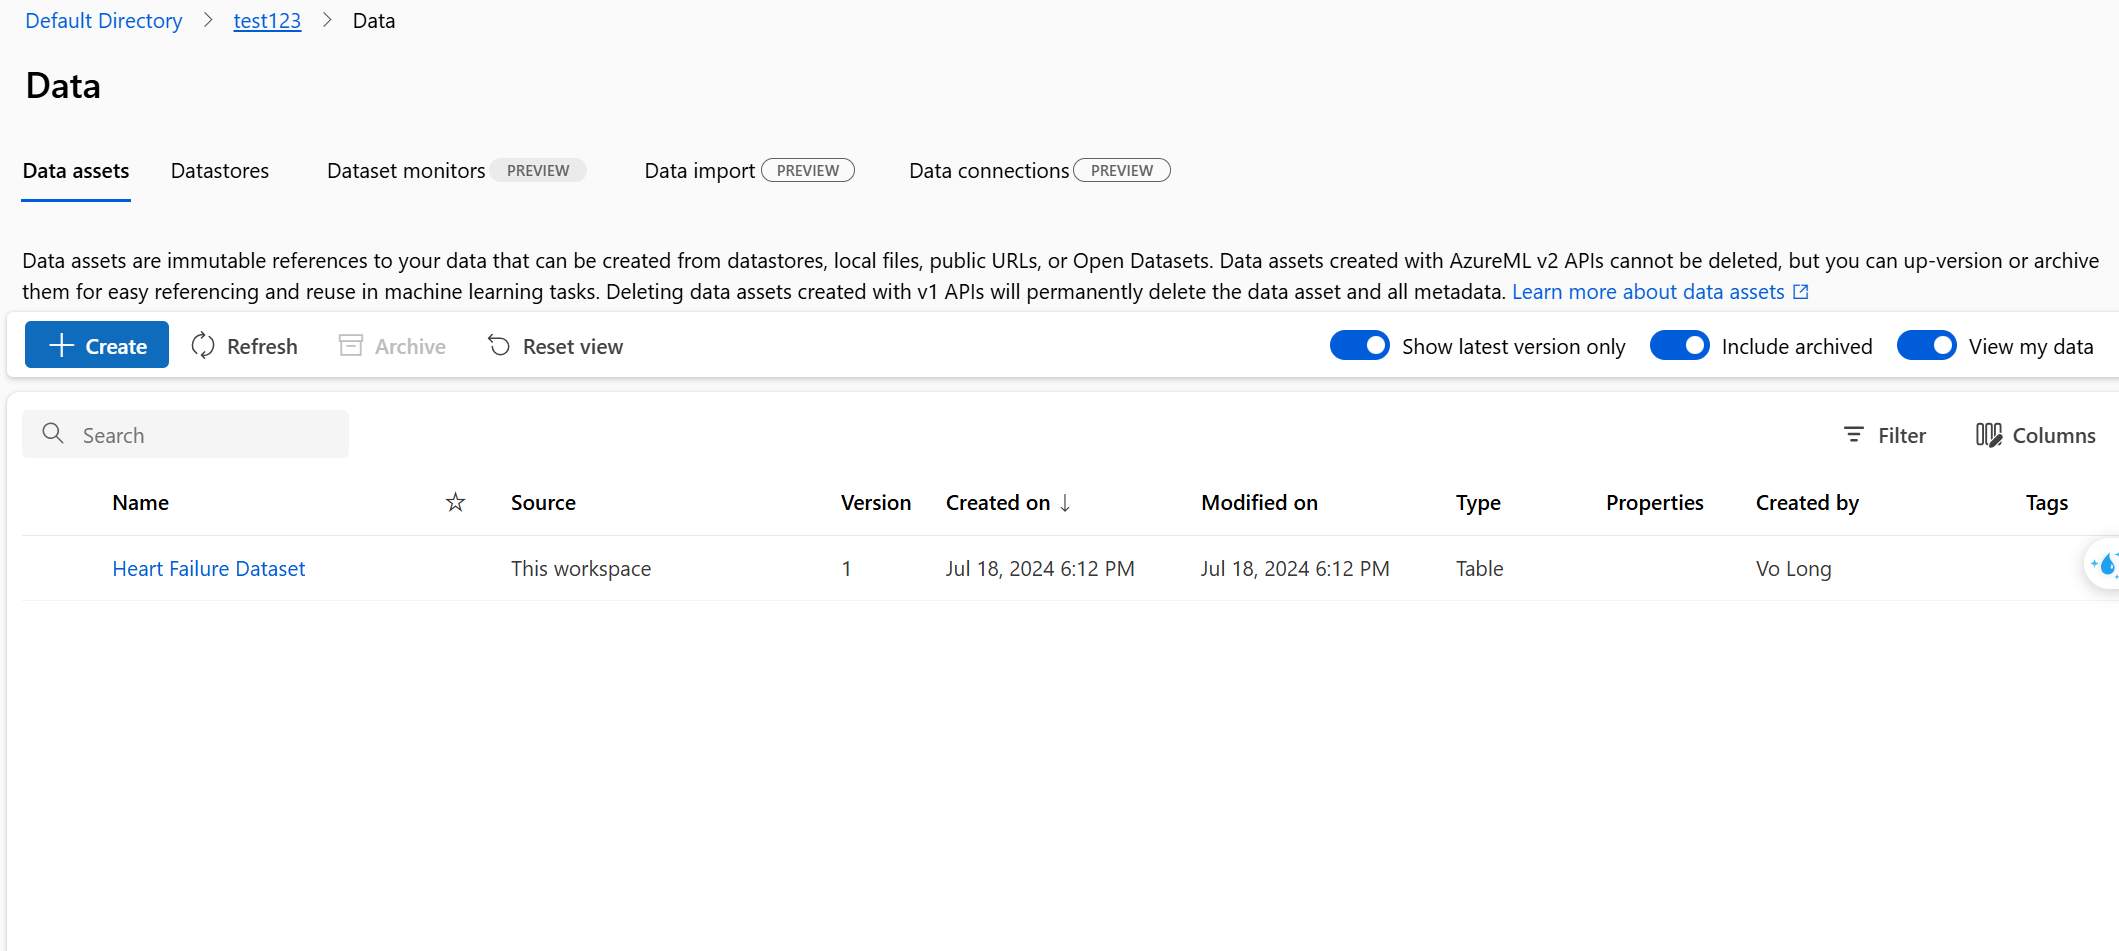 Default Directory > test123 > Data
Data
Data assets Datastores Dataset monitors PREVIEW Data import PREVIEW Data connections PREVIEW
Data assets are immutable references to your data that can be created from datastores, local files, public URLs, or Open Datasets. Data assets created with AzureML v2 APIs cannot be deleted, but you can up-version or archive
them for easy referencing and reuse in machine learning tasks. Deleting data assets created with v1 APIs will permanently delete the data asset and all metadata. Learn more about data assets
Create Refresh Archive Reset view Show latest version only Include archived View my data
Search Filter Columns
Name Source Version Created on ↓ Modified on Type Properties Created by Tags
Heart Failure Dataset This workspace 1 Jul 18, 2024 6:12 PM Jul 18, 2024 6:12 PM Table Vo Long